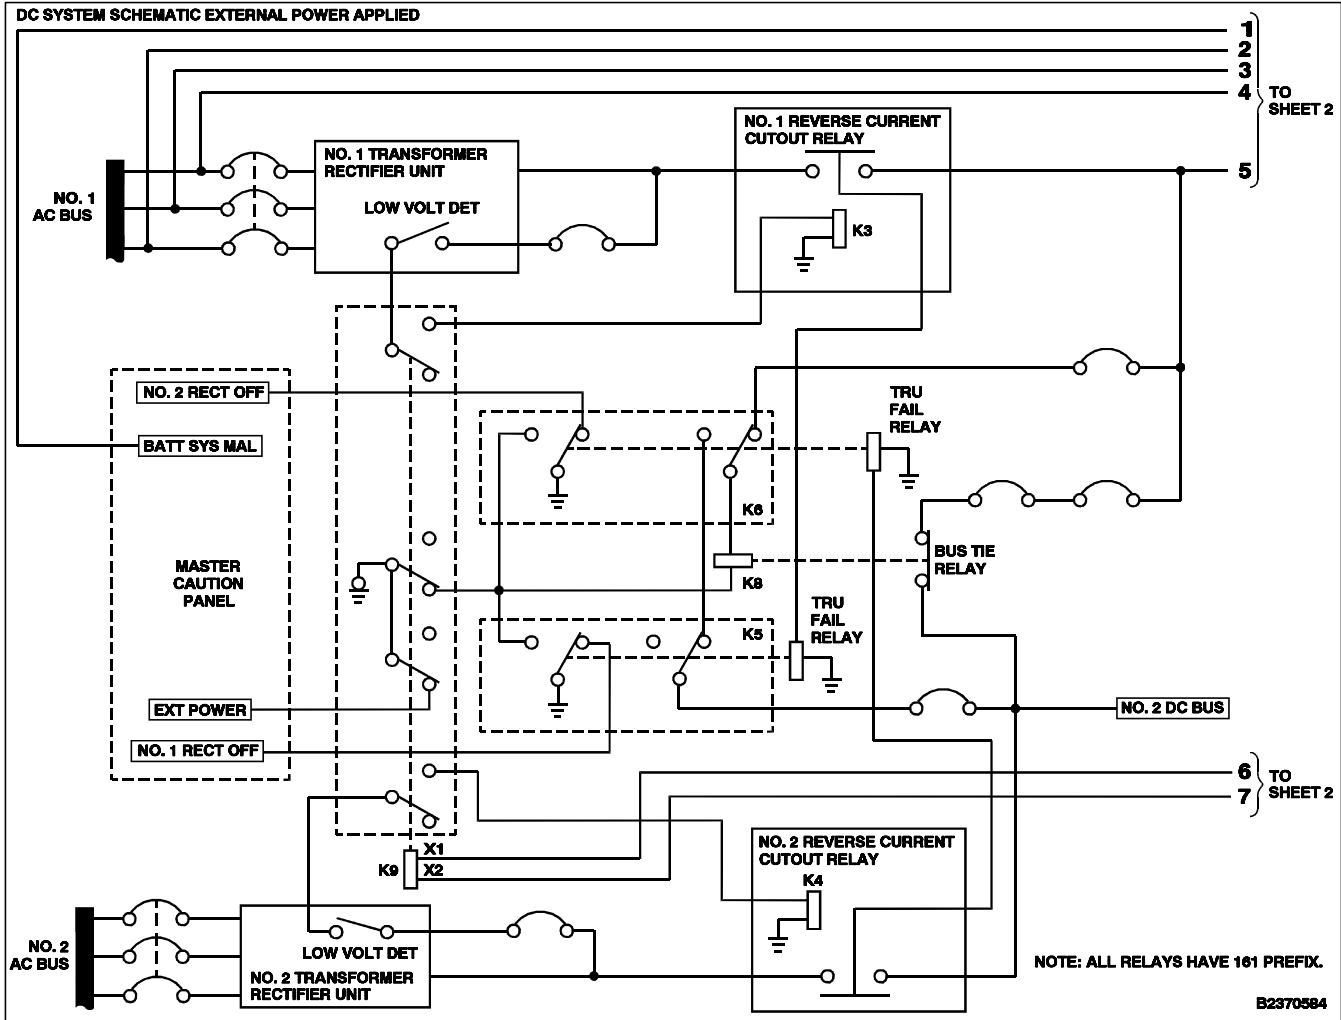 DC SYSTEM SCHEMATIC EXTERNAL POWER APPLIED
1
2
3
4
TO
SHEET 2
5
NO. 1
AC BUS
NO. 1 TRANSFORMER
RECTIFIER UNIT
LOW VOLT DET
NO. 1 REVERSE CURRENT
CUTOUT RELAY
K3
NO. 2 RECT OFF
BATT SYS MAL
MASTER
CAUTION
PANEL
EXT POWER
NO. 1 RECT OFF
TRU
FAIL
RELAY
K6
K8
BUS TIE
RELAY
TRU
FAIL
RELAY
K5
NO. 2 DC BUS
6
7
TO
SHEET 2
K9
X1
X2
NO. 2 REVERSE CURRENT
CUTOUT RELAY
K4
NO. 2
AC BUS
LOW VOLT DET
NO. 2 TRANSFORMER
RECTIFIER UNIT
NOTE: ALL RELAYS HAVE 161 PREFIX.
B2370584